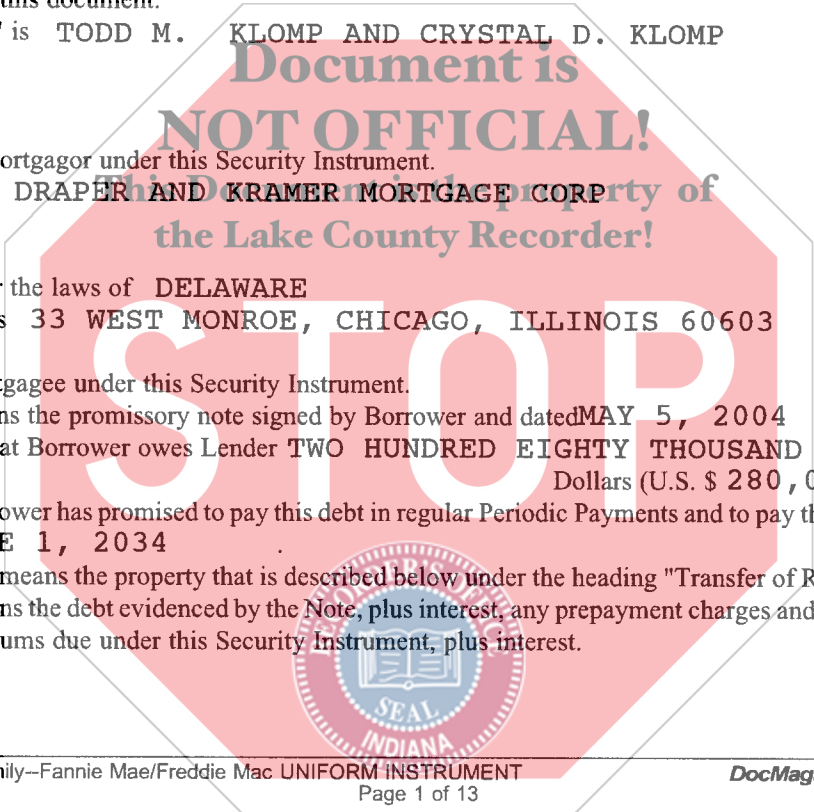 this document.
is TODD M. KLOMP AND CRYSTAL D. KLOMP
Document is
NOT OFFICIAL!
ortgagor under this Security Instrument.
This Document is the property of
DRAPER AND KRAMER MORTGAGE CORP
the Lake County Recorder!
the laws of DELAWARE
33 WEST MONROE, CHICAGO, ILLINOIS 60603
STOP
gagee under this Security Instrument.
ns the promissory note signed by Borrower and datedMAY 5, 2004
at Borrower owes Lender TWO HUNDRED EIGHTY THOUSAND
Dollars (U.S. $ 280,0
ower has promised to pay this debt in regular Periodic Payments and to pay th
E 1, 2034 .
means the property that is described below under the heading "Transfer of R
ns the debt evidenced by the Note, plus interest, any prepayment charges and
ums due under this Security Instrument, plus interest.
RECORDER'S OFFICE
SEAL
INDIANA
ily--Fannie Mae/Freddie Mac UNIFORM INSTRUMENT
DocMag
Page 1 of 13